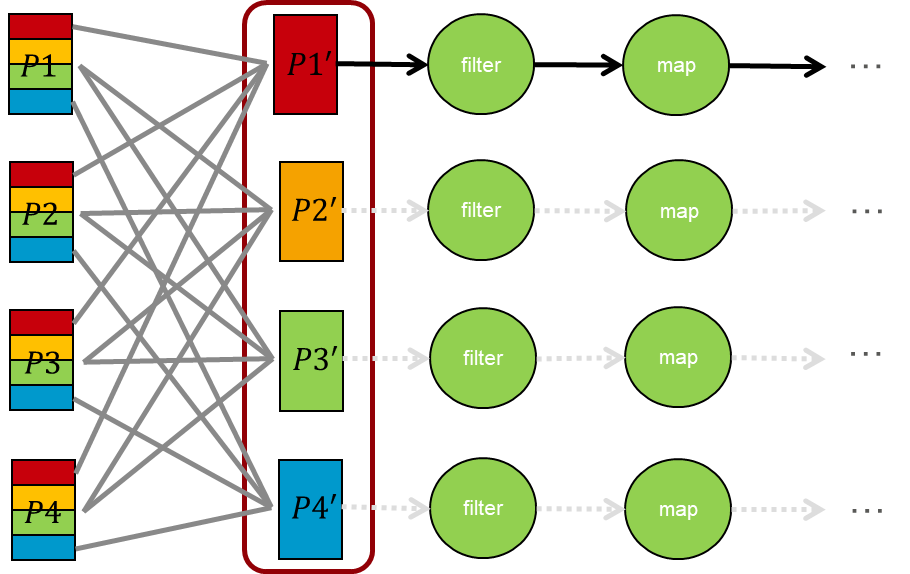 P1 P1′ filter map ...
P2 P2′ filter map ...
P3 P3′ filter map ...
P4 P4′ filter map ...